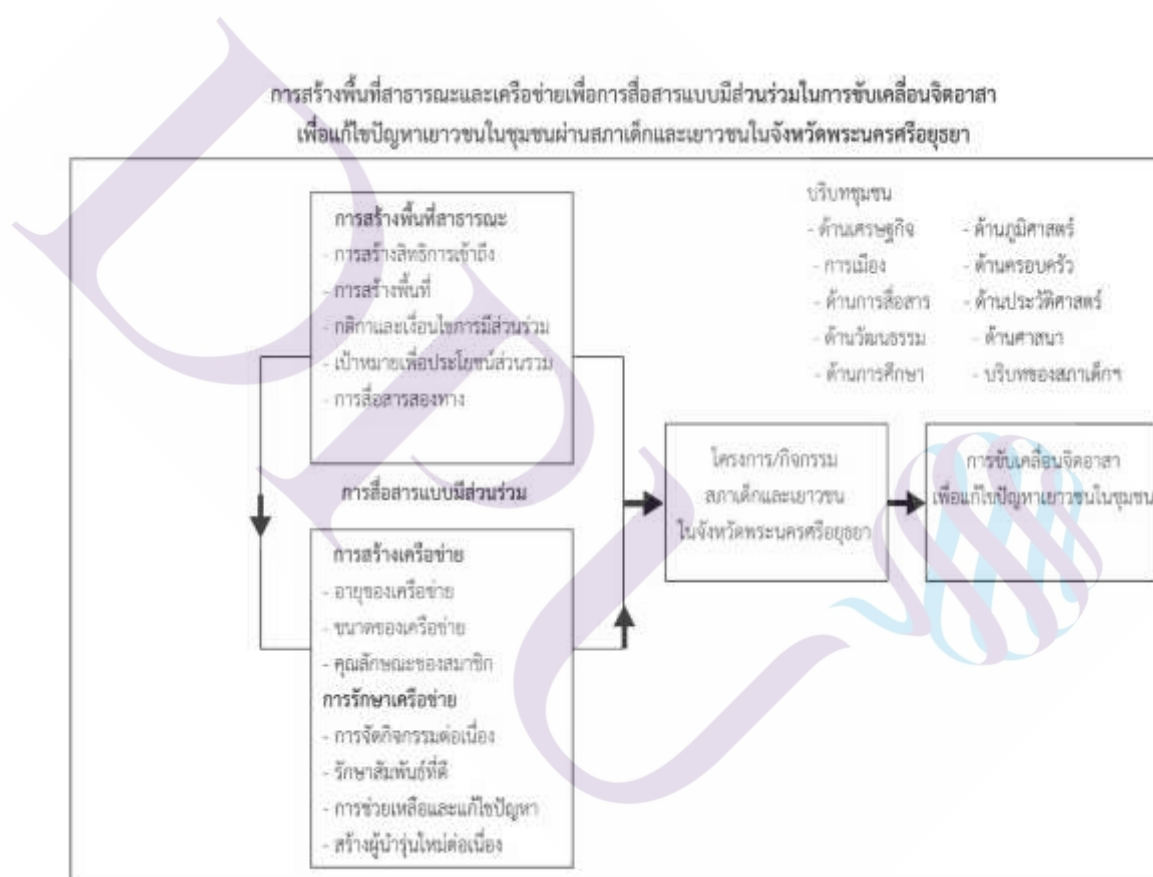 การสร้างพื้นที่สาธารณะและเครือข่ายเพื่อการสื่อสารแบบมีส่วนร่วมในการขับเคลื่อนจิตอาสา
เพื่อแก้ไขปัญหาเยาวชนในชุมชนผ่านสภาเด็กและเยาวชนในจังหวัดพระนครศรีอยุธยา
การสร้างพื้นที่สาธารณะ
- การสร้างสิทธิการเข้าถึง
- การสร้างพื้นที่
- กติกาและเงื่อนไขการมีส่วนร่วม
- เป้าหมายเพื่อประโยชน์ส่วนรวม
- การสื่อสารสองทาง
การสื่อสารแบบมีส่วนร่วม
การสร้างเครือข่าย
- อายุของเครือข่าย
- ขนาดของเครือข่าย
- คุณลักษณะของสมาชิก
การรักษาเครือข่าย
- การจัดกิจกรรมต่อเนื่อง
- รักษาสัมพันธ์ที่ดี
- การช่วยเหลือและแก้ไขปัญหา
- สร้างผู้นำรุ่นใหม่ต่อเนื่อง
บริบทชุมชน
- ด้านเศรษฐกิจ - ด้านภูมิศาสตร์
- การเมือง - ด้านครอบครัว
- ด้านการสื่อสาร - ด้านประวัติศาสตร์
- ด้านวัฒนธรรม - ด้านศาสนา
- ด้านการศึกษา - บริบทของสภาเด็กฯ
โครงการ/กิจกรรม
สภาเด็กและเยาวชน
ในจังหวัดพระนครศรีอยุธยา
การขับเคลื่อนจิตอาสา
เพื่อแก้ไขปัญหาเยาวชนในชุมชน
DPU